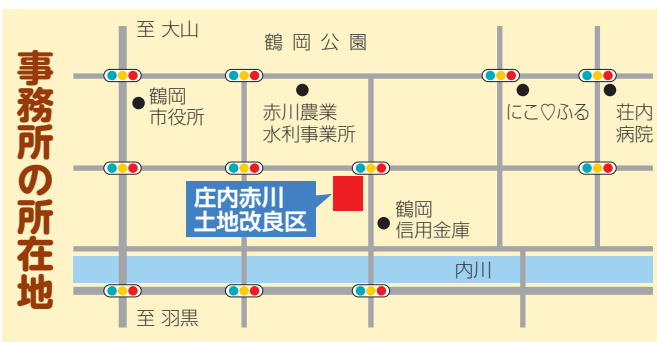 事務所の所在地
至 大山
鶴岡公園
鶴岡
市役所
赤川農業
水利事業所
にこ♡ふる
荘内
病院
庄内赤川
土地改良区
鶴岡
信用金庫
内川
至 羽黒